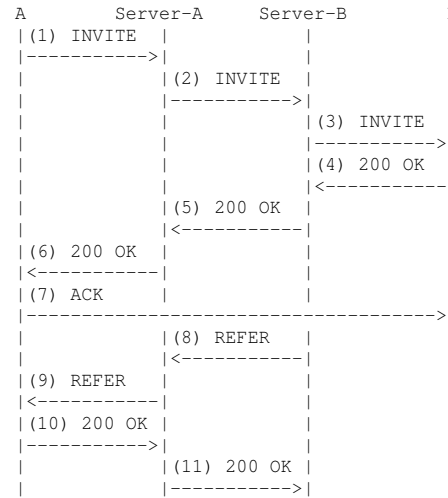 A Server-A Server-B
(1) INVITE
(2) INVITE
(3) INVITE
(4) 200 OK
(5) 200 OK
(6) 200 OK
(7) ACK
(8) REFER
(9) REFER
(10) 200 OK
(11) 200 OK